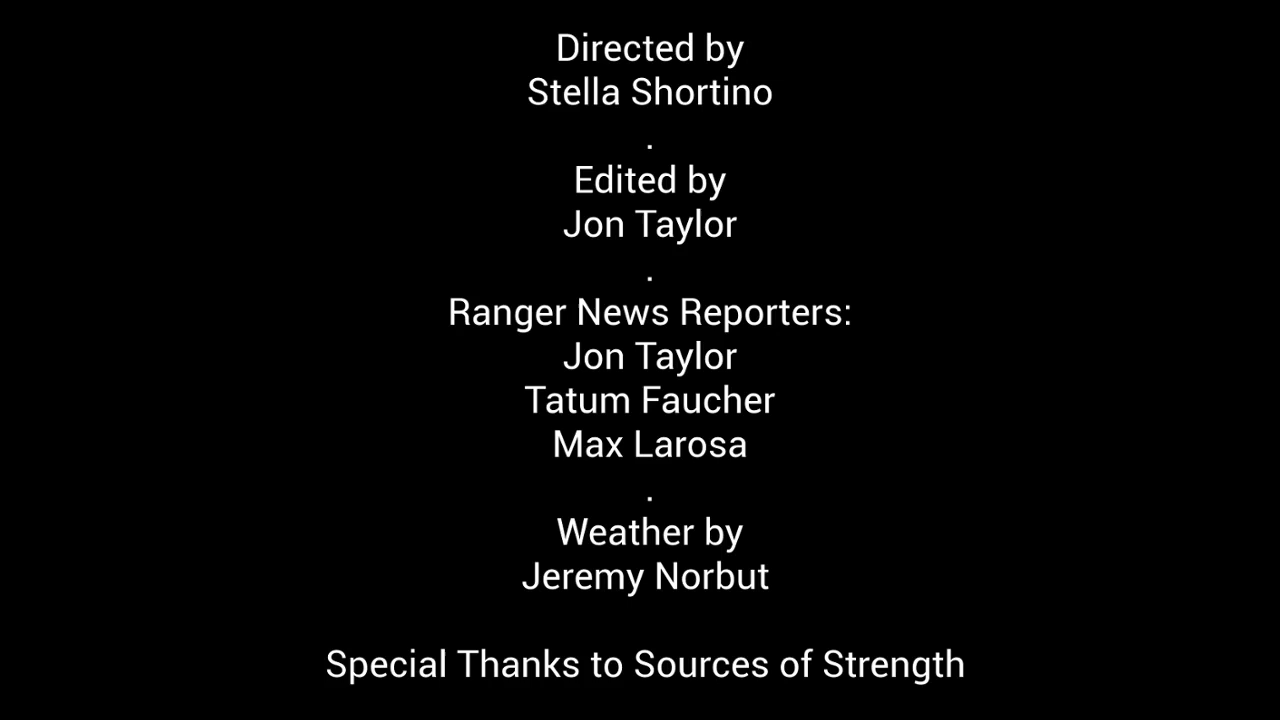 Directed by
Stella Shortino
.
Edited by
Jon Taylor
.
Ranger News Reporters:
Jon Taylor
Tatum Faucher
Max Larosa
.
Weather by
Jeremy Norbut
Special Thanks to Sources of Strength